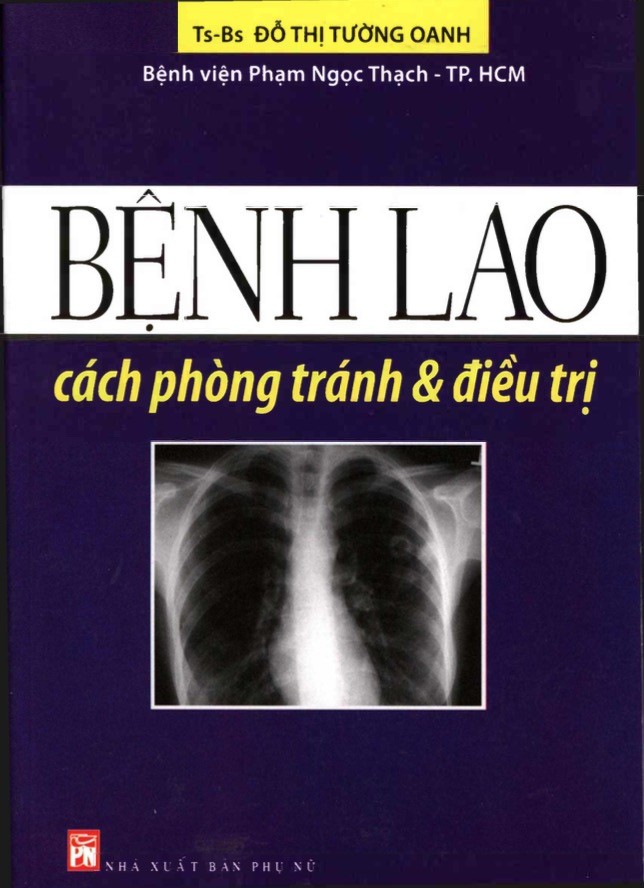 Ts-Bs ĐỖ THỊ TƯỜNG OANH
Bệnh viện Phạm Ngọc Thạch - TP. HCM
BỆNH LAO
cách phòng tránh & điều trị
PN
NHÀ XUẤT BẢN PHỤ NỮ